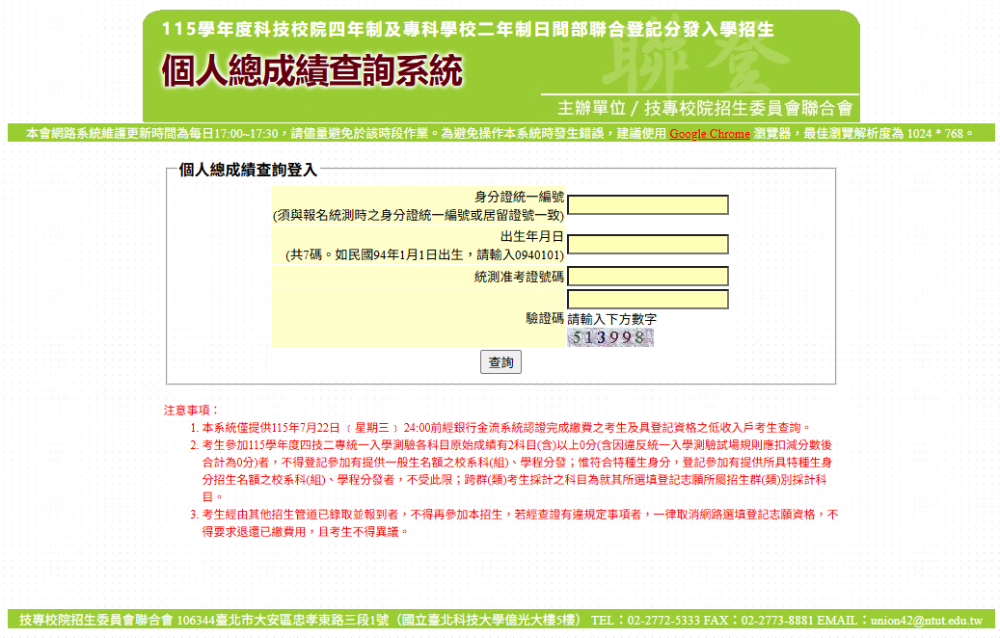 115學年度科技校院四年制及專科學校二年制日間部聯合登記分發入學招生
個人總成績查詢系統
聯登
主辦單位 / 技專校院招生委員會聯合會
本會網路系統維護更新時間為每日17:00~17:30，請儘量避免於該時段作業。為避免操作本系統時發生錯誤，建議使用 Google Chrome 瀏覽器，最佳瀏覽解析度為 1024 * 768。
個人總成績查詢登入
身分證統一編號
(須與報名統測時之身分證統一編號或居留證號一致)
出生年月日
(共7碼。如民國94年1月1日出生，請輸入0940101)
統測准考證號碼
驗證碼 請輸入下方數字
513998
查詢
注意事項：
1. 本系統僅提供115年7月22日﹝星期三﹞24:00前經銀行金流系統認證完成繳費之考生及具登記資格之低收入戶考生查詢。
2. 考生參加115學年度四技二專統一入學測驗各科目原始成績有2科目(含)以上0分(含因違反統一入學測驗試場規則應扣減分數後
合計為0分)者，不得登記參加有提供一般生名額之校系科(組)、學程分發；惟符合特種生身分，登記參加有提供所具特種生身
分招生名額之校系科(組)、學程分發者，不受此限；跨群(類)考生採計之科目為就其所選填登記志願所屬招生群(類)別採計科
目。
3. 考生經由其他招生管道已錄取並報到者，不得再參加本招生，若經查證有違規定事項者，一律取消網路選填登記志願資格，不
得要求退還已繳費用，且考生不得異議。
技專校院招生委員會聯合會 106344臺北市大安區忠孝東路三段1號（國立臺北科技大學億光大樓5樓） TEL：02-2772-5333 FAX：02-2773-8881 EMAIL：union42@ntut.edu.tw